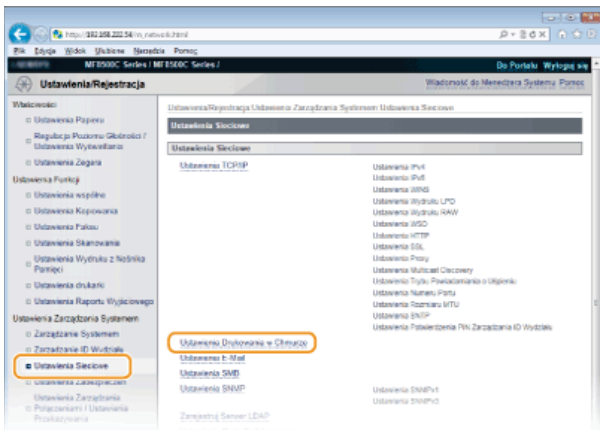 http://192.168.222.54/m_network.html
Plik Edycja Widok Ulubione Narzędzia Pomoc
MF8500C Series / MF8500C Series /
Do Portalu Wyloguj się
Ustawienia/Rejestracja
Wiadomość do Menedżera Systemu Pomoc
Właściwości
Ustawienia Papieru
Regulacja Poziomu Głośności /
Ustawienia Wyświetlania
Ustawienia Zegara
Ustawienia Funkcji
Ustawienia wspólne
Ustawienia Kopiowania
Ustawienia Faksu
Ustawienia Skanowania
Ustawienia Wydruku z Nośnika
Pamięci
Ustawienia drukarki
Ustawienia Raportu Wyjściowego
Ustawienia Zarządzania Systemem
Zarządzanie Systemem
Zarządzanie ID Wydziału
Ustawienia Sieciowe
Ustawienia Zabezpieczeń
Ustawienia Zarządzania
Połączeniami / Ustawienia
Przekazywania
Ustawienia/Rejestracja:Ustawienia Zarządzania Systemem:Ustawienia Sieciowe
Ustawienia Sieciowe
Ustawienia Sieciowe
Ustawienia TCP/IP
Ustawienia IPv4
Ustawienia IPv6
Ustawienia WINS
Ustawienia Wydruku LPD
Ustawienia Wydruku RAW
Ustawienia WSD
Ustawienia HTTP
Ustawienia SSL
Ustawienia Proxy
Ustawienia Multicast Discovery
Ustawienia Trybu Powiadamiania o Uśpieniu
Ustawienia Numeru Portu
Ustawienia Rozmiaru MTU
Ustawienia SNTP
Ustawienia Potwierdzenia PIN Zarządzania ID Wydziału
Ustawienia Drukowania w Chmurze
Ustawienia E-Mail
Ustawienia SMB
Ustawienia SNMP
Ustawienia SNMPv1
Ustawienia SNMPv3
Zarejestruj Serwer LDAP